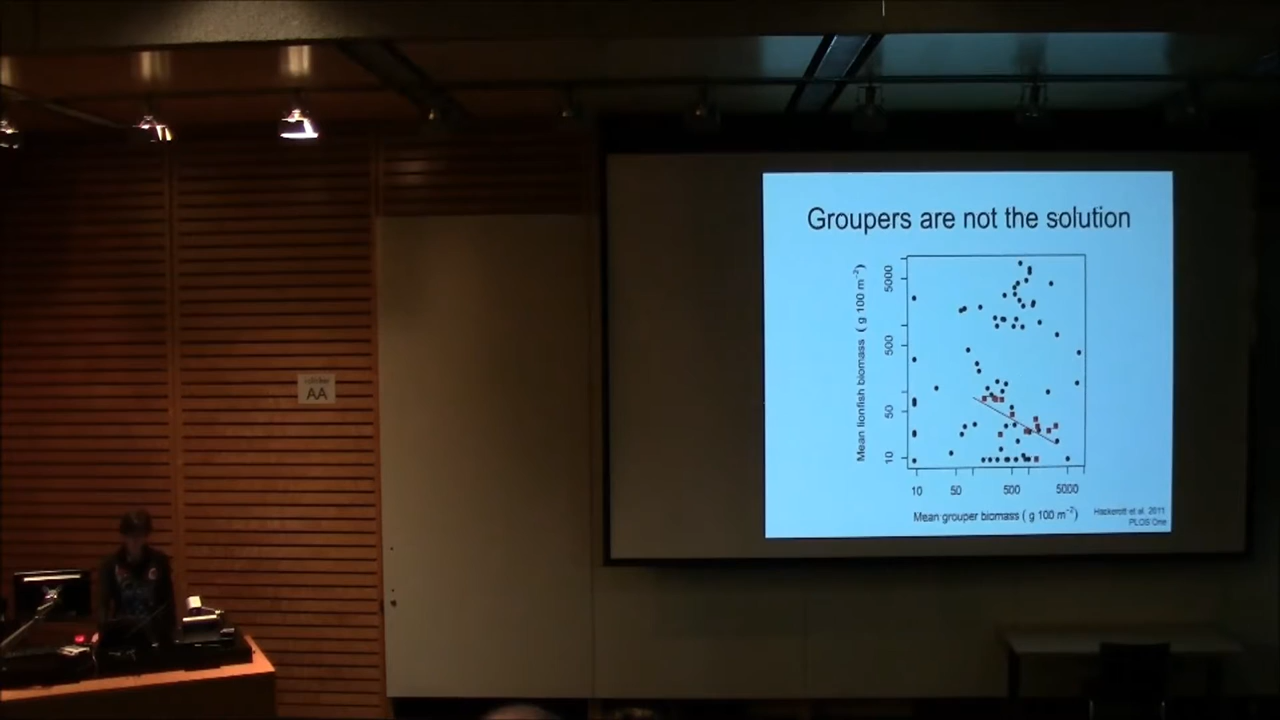 Groupers are not the solution
Mean lionfish biomass ( g 100 m⁻²)
5000
500
50
10
10
50
500
5000
Mean grouper biomass ( g 100 m⁻²)
Hackerott et al. 2011
PLOS One
AA